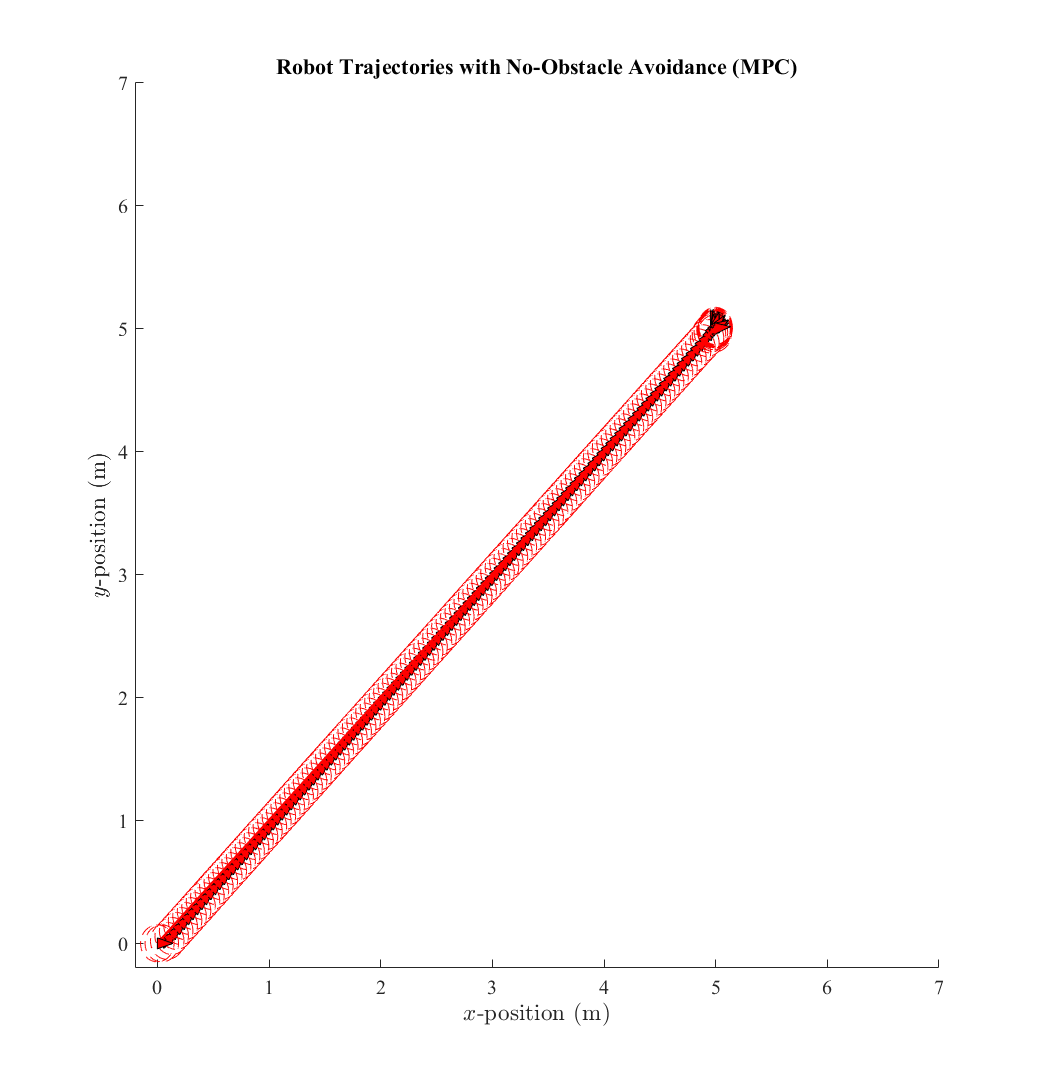 Robot Trajectories with No-Obstacle Avoidance (MPC)
7
6
5
4
3
2
1
0
y-position (m)
0 1 2 3 4 5 6 7
x-position (m)